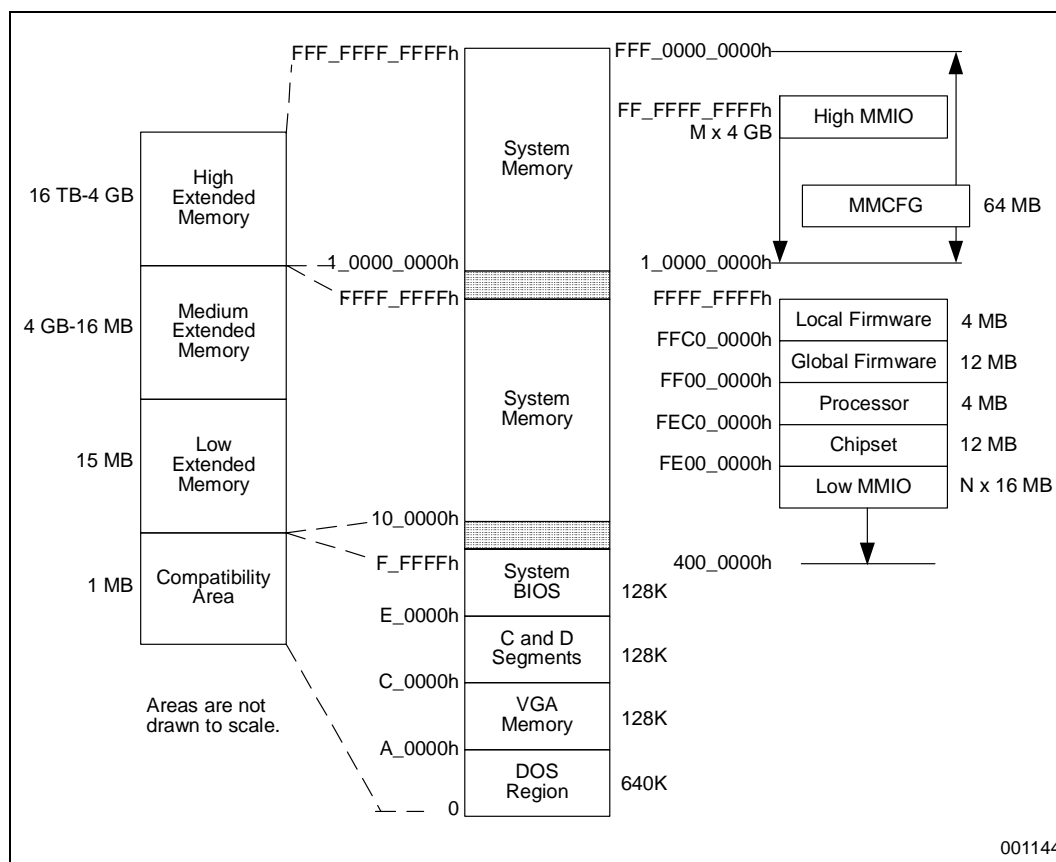 FFF_FFFF_FFFFh
FFF_0000_0000h
FF_FFFF_FFFFh
M x 4 GB
High MMIO
System
Memory
High
Extended
Memory
16 TB-4 GB
MMCFG
64 MB
1_0000_0000h
1_0000_0000h
FFFF_FFFFh
FFFF_FFFFh
Medium
Extended
Memory
4 GB-16 MB
Local Firmware
4 MB
FFC0_0000h
Global Firmware
12 MB
FF00_0000h
System
Memory
Processor
4 MB
FEC0_0000h
Chipset
12 MB
FE00_0000h
Low MMIO
N x 16 MB
Low
Extended
Memory
15 MB
10_0000h
F_FFFFh
400_0000h
Compatibility
Area
1 MB
System
BIOS
128K
E_0000h
C and D
Segments
128K
C_0000h
VGA
Memory
128K
A_0000h
DOS
Region
640K
0
Areas are not
drawn to scale.
001144